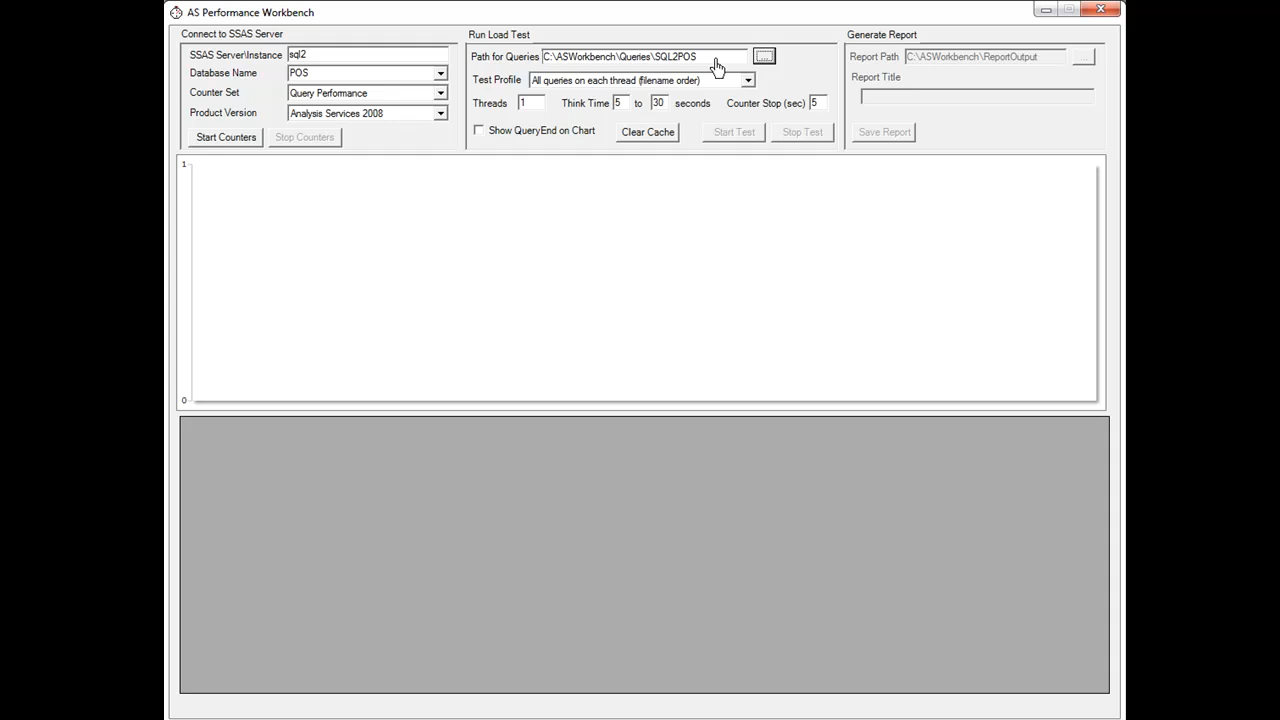 AS Performance Workbench
Connect to SSAS Server
SSAS Server\Instance sql2
Database Name POS
Counter Set Query Performance
Product Version Analysis Services 2008
Start Counters Stop Counters
Run Load Test
Path for Queries C:\ASWorkbench\Queries\SQL2POS ...
Test Profile All queries on each thread (filename order)
Threads 1 Think Time 5 to 30 seconds Counter Stop (sec) 5
Show QueryEnd on Chart Clear Cache Start Test Stop Test
Generate Report
Report Path C:\ASWorkbench\ReportOutput ...
Report Title
Save Report
1
0